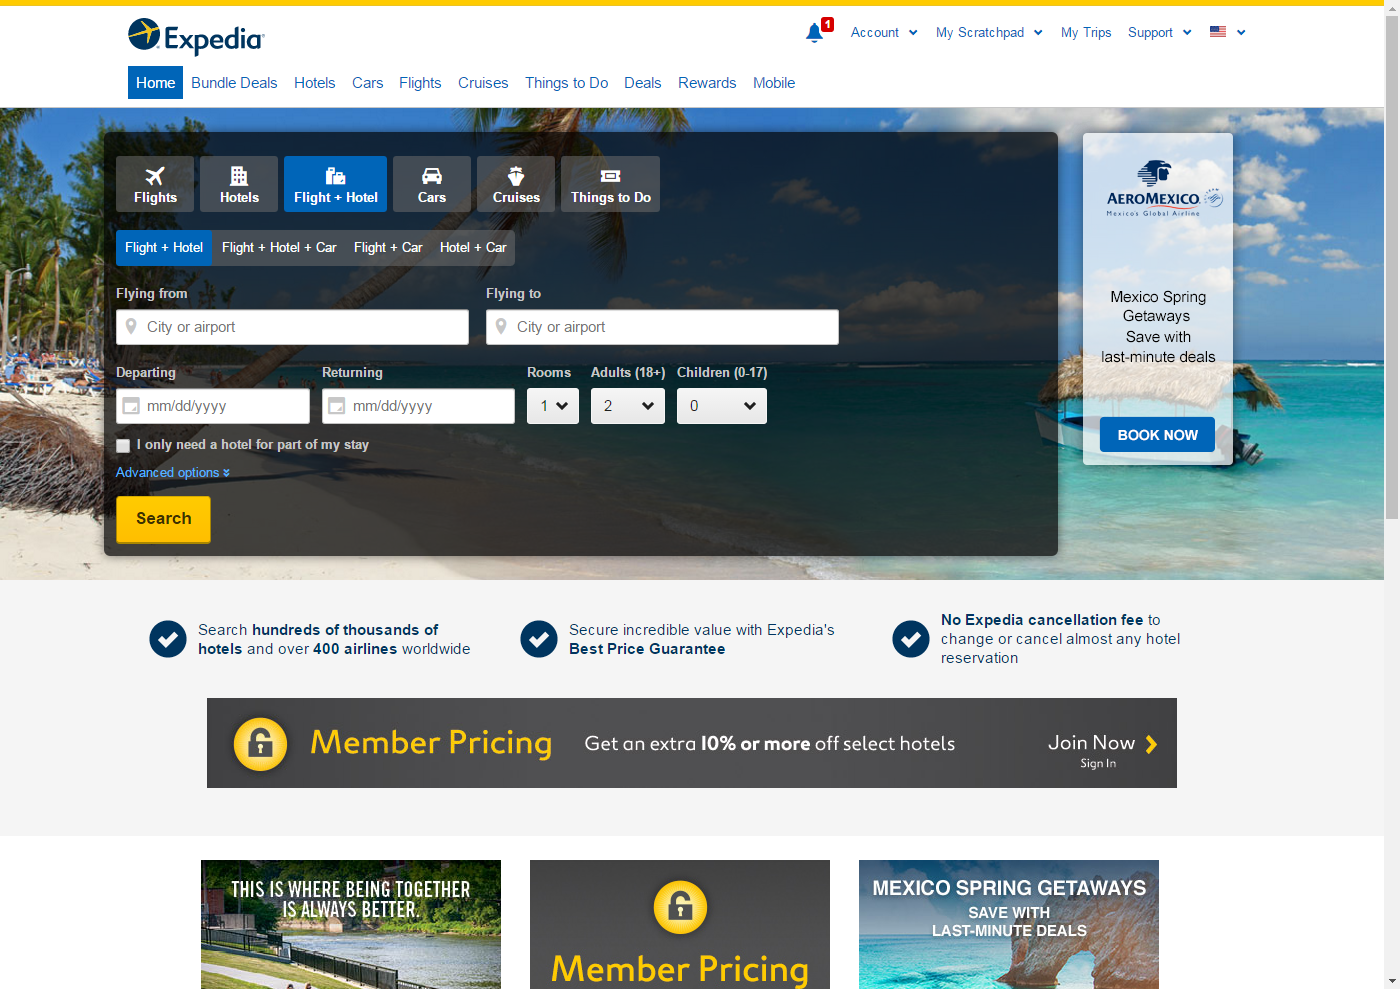 Expedia
1
Account
My Scratchpad
My Trips
Support
Home
Bundle Deals
Hotels
Cars
Flights
Cruises
Things to Do
Deals
Rewards
Mobile
Flights
Hotels
Flight + Hotel
Cars
Cruises
Things to Do
Flight + Hotel
Flight + Hotel + Car
Flight + Car
Hotel + Car
Flying from
Flying to
City or airport
City or airport
Departing
Returning
Rooms
Adults (18+)
Children (0-17)
mm/dd/yyyy
mm/dd/yyyy
1
2
0
I only need a hotel for part of my stay
Advanced options
Search
AEROMEXICO
Mexico's Global Airline
Mexico Spring
Getaways
Save with
last-minute deals
BOOK NOW
Search hundreds of thousands of
hotels and over 400 airlines worldwide
Secure incredible value with Expedia's
Best Price Guarantee
No Expedia cancellation fee to
change or cancel almost any hotel
reservation
Member Pricing
Get an extra 10% or more off select hotels
Join Now
Sign In
THIS IS WHERE BEING TOGETHER
IS ALWAYS BETTER.
Member Pricing
MEXICO SPRING GETAWAYS
SAVE WITH
LAST-MINUTE DEALS